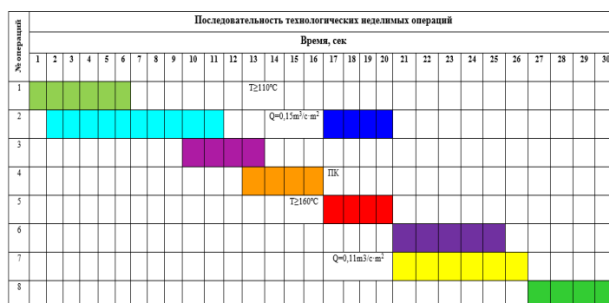 № операций
Последовательность технологических неделимых операций
Время, сек
1 2 3 4 5 6 7 8 9 10 11 12 13 14 15 16 17 18 19 20 21 22 23 24 25 26 27 28 29 30
1 T≥110ºC
2 Q=0,15m³/c·m²
3
4 ПК
5 T≥160ºC
6
7 Q=0,11m3/c·m²
8